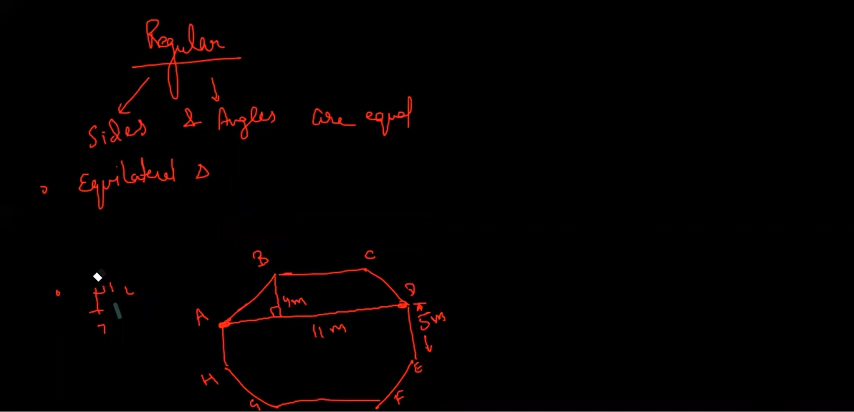 Regular
Sides & Angles are equal
Equilateral Δ
B
C
A
4m
D
11 m
5m
H
E
G
F